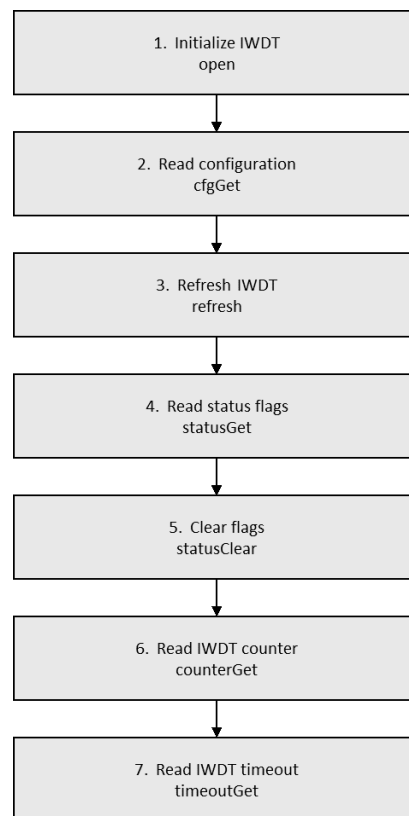 1. Initialize IWDT
open
2. Read configuration
cfgGet
3. Refresh IWDT
refresh
4. Read status flags
statusGet
5. Clear flags
statusClear
6. Read IWDT counter
counterGet
7. Read IWDT timeout
timeoutGet